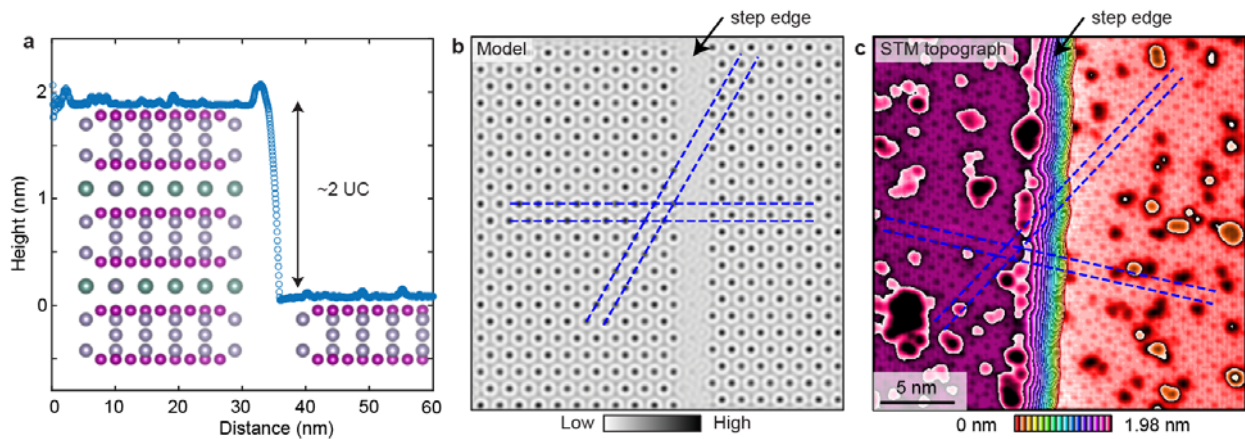 a
Height (nm)
2
1
0
~2 UC
0
10
20
30
40
50
60
Distance (nm)
b
Model
step edge
Low
High
c
STM topograph
step edge
5 nm
0 nm
1.98 nm